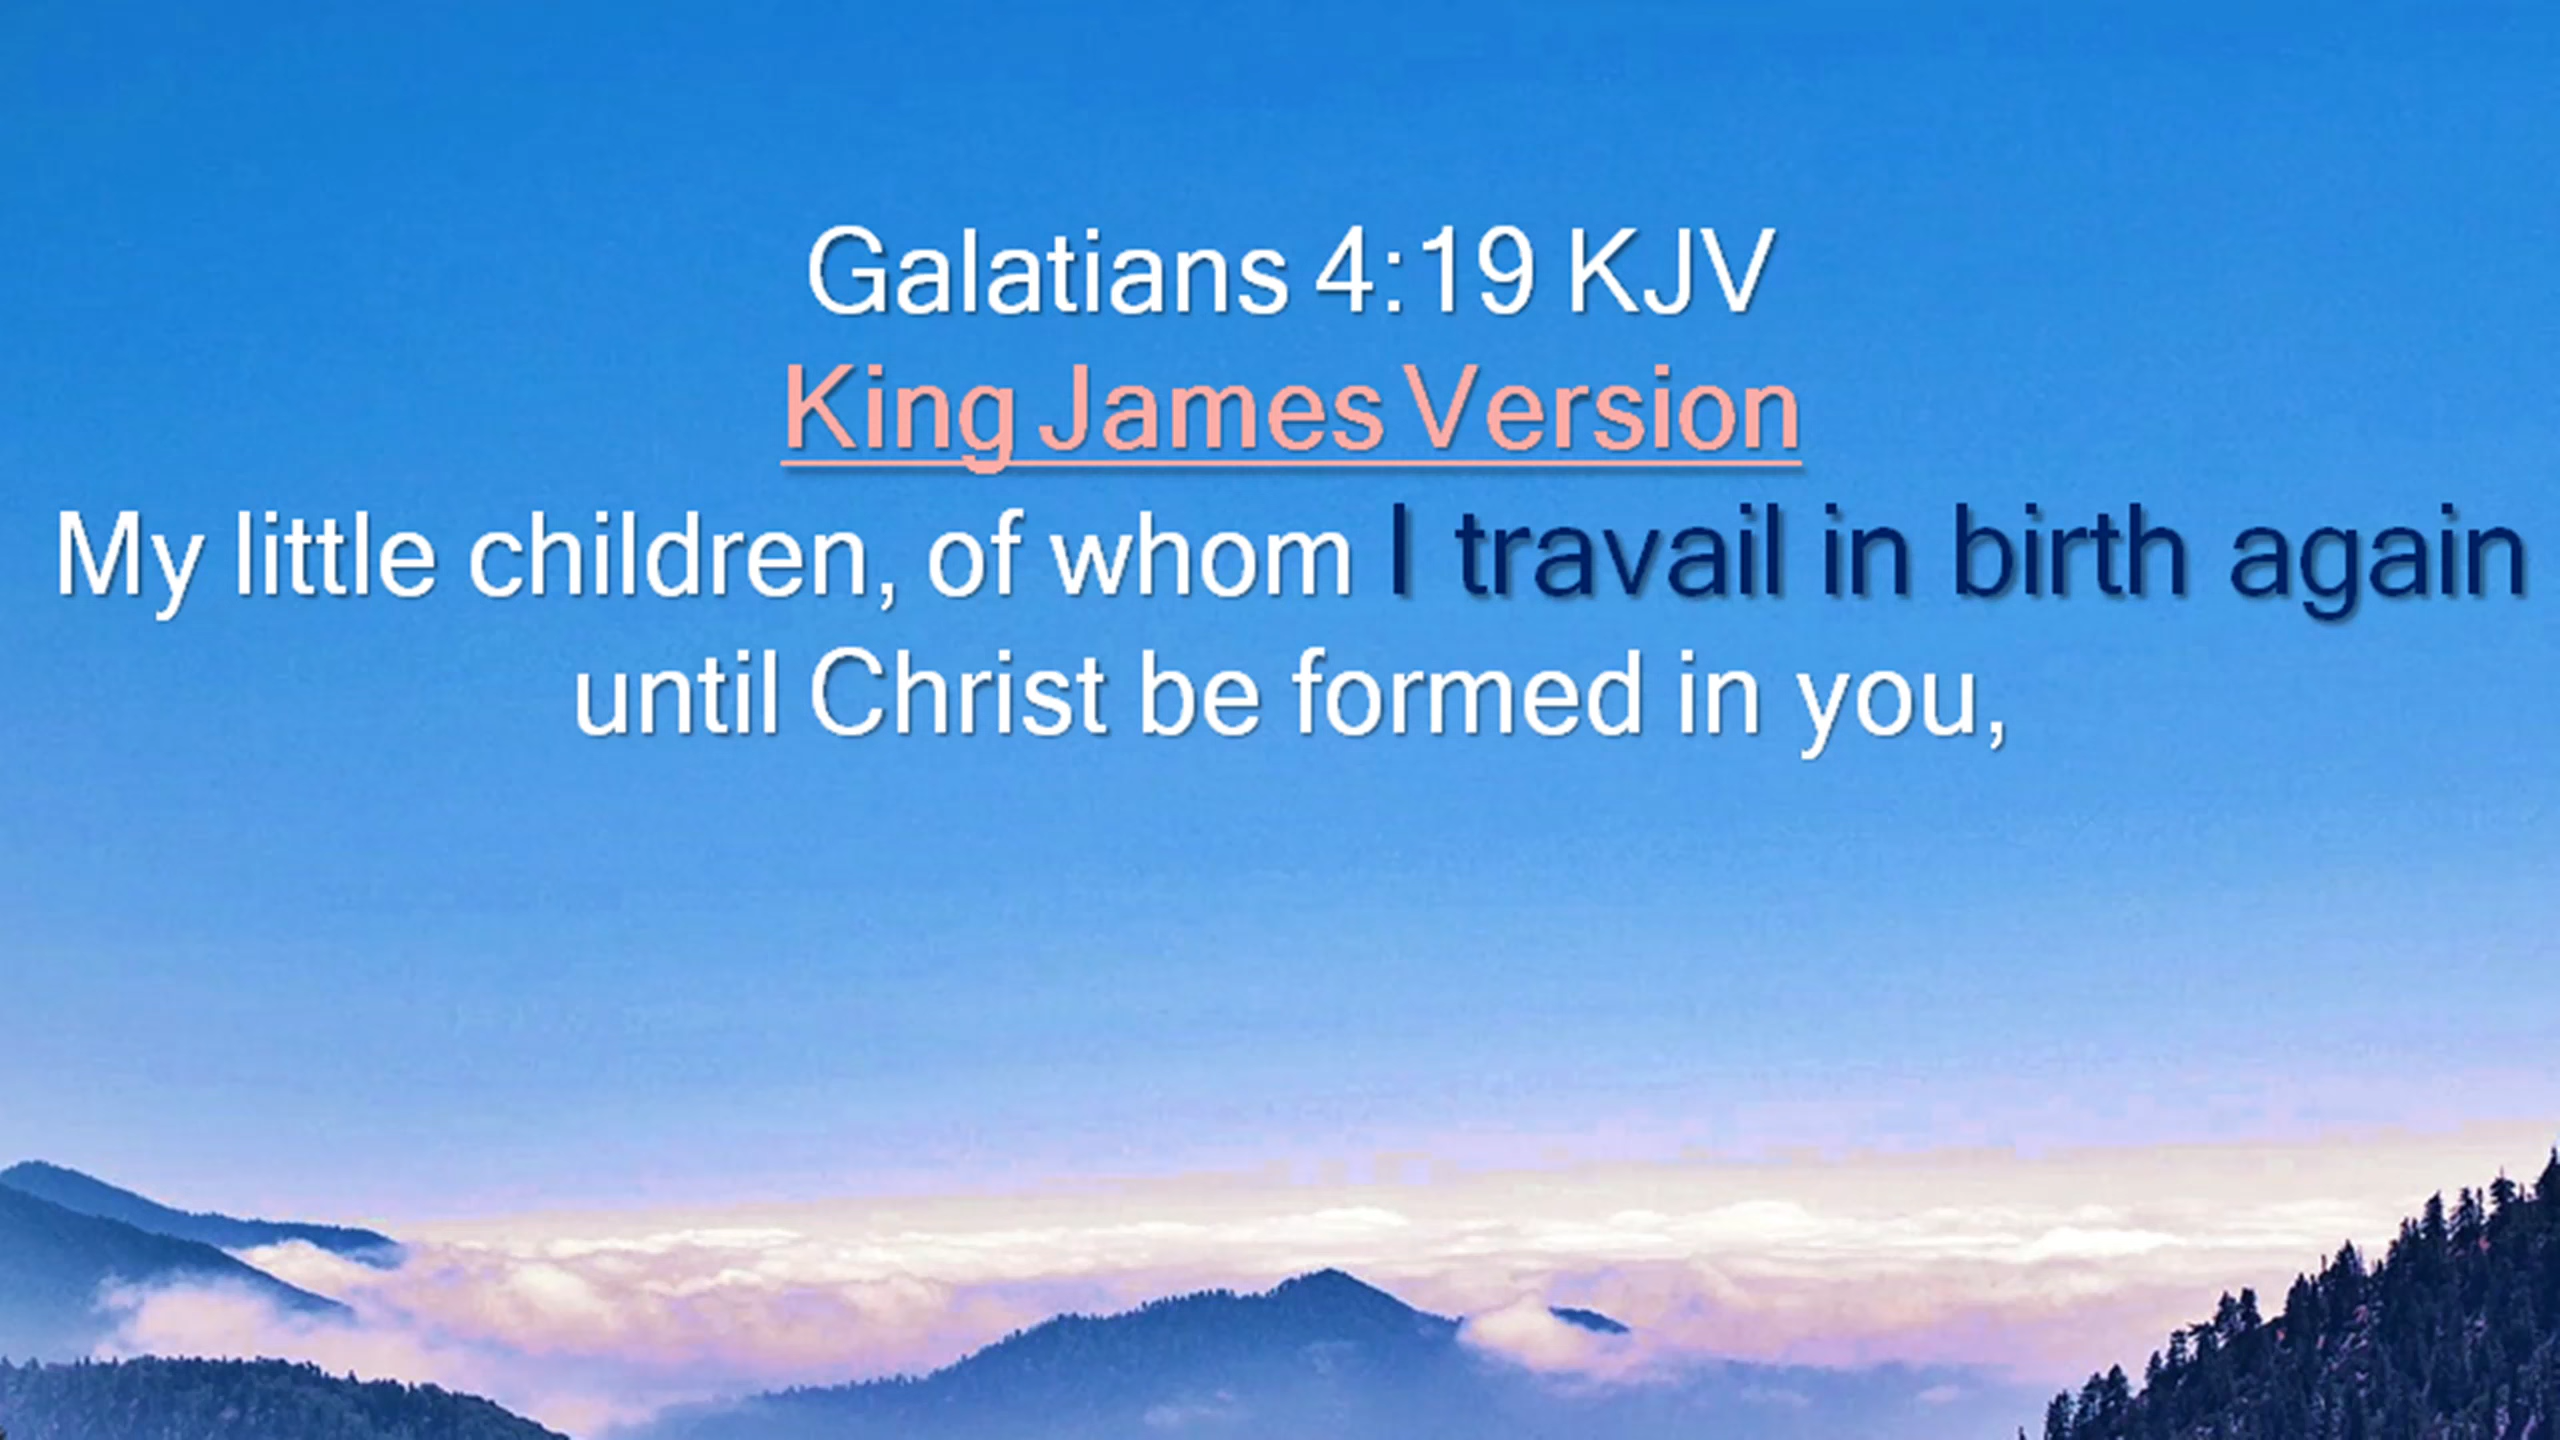 Galatians 4:19 KJV
King James Version
My little children, of whom I travail in birth again
until Christ be formed in you,